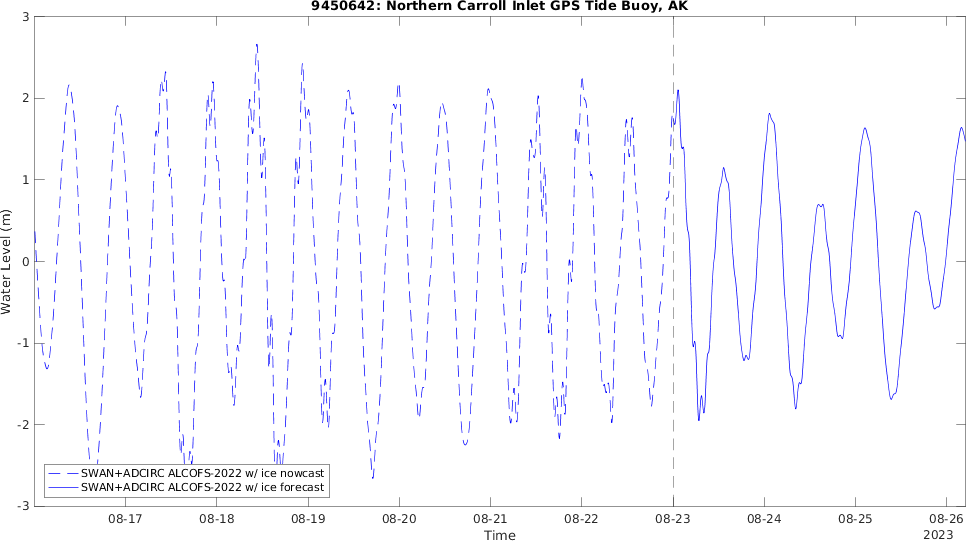 9450642: Northern Carroll Inlet GPS Tide Buoy, AK
3
2
1
0
-1
-2
-3
Water Level (m)
SWAN+ADCIRC ALCOFS-2022 w/ ice nowcast
SWAN+ADCIRC ALCOFS-2022 w/ ice forecast
08-17 08-18 08-19 08-20 08-21 08-22 08-23 08-24 08-25 08-26
Time 2023